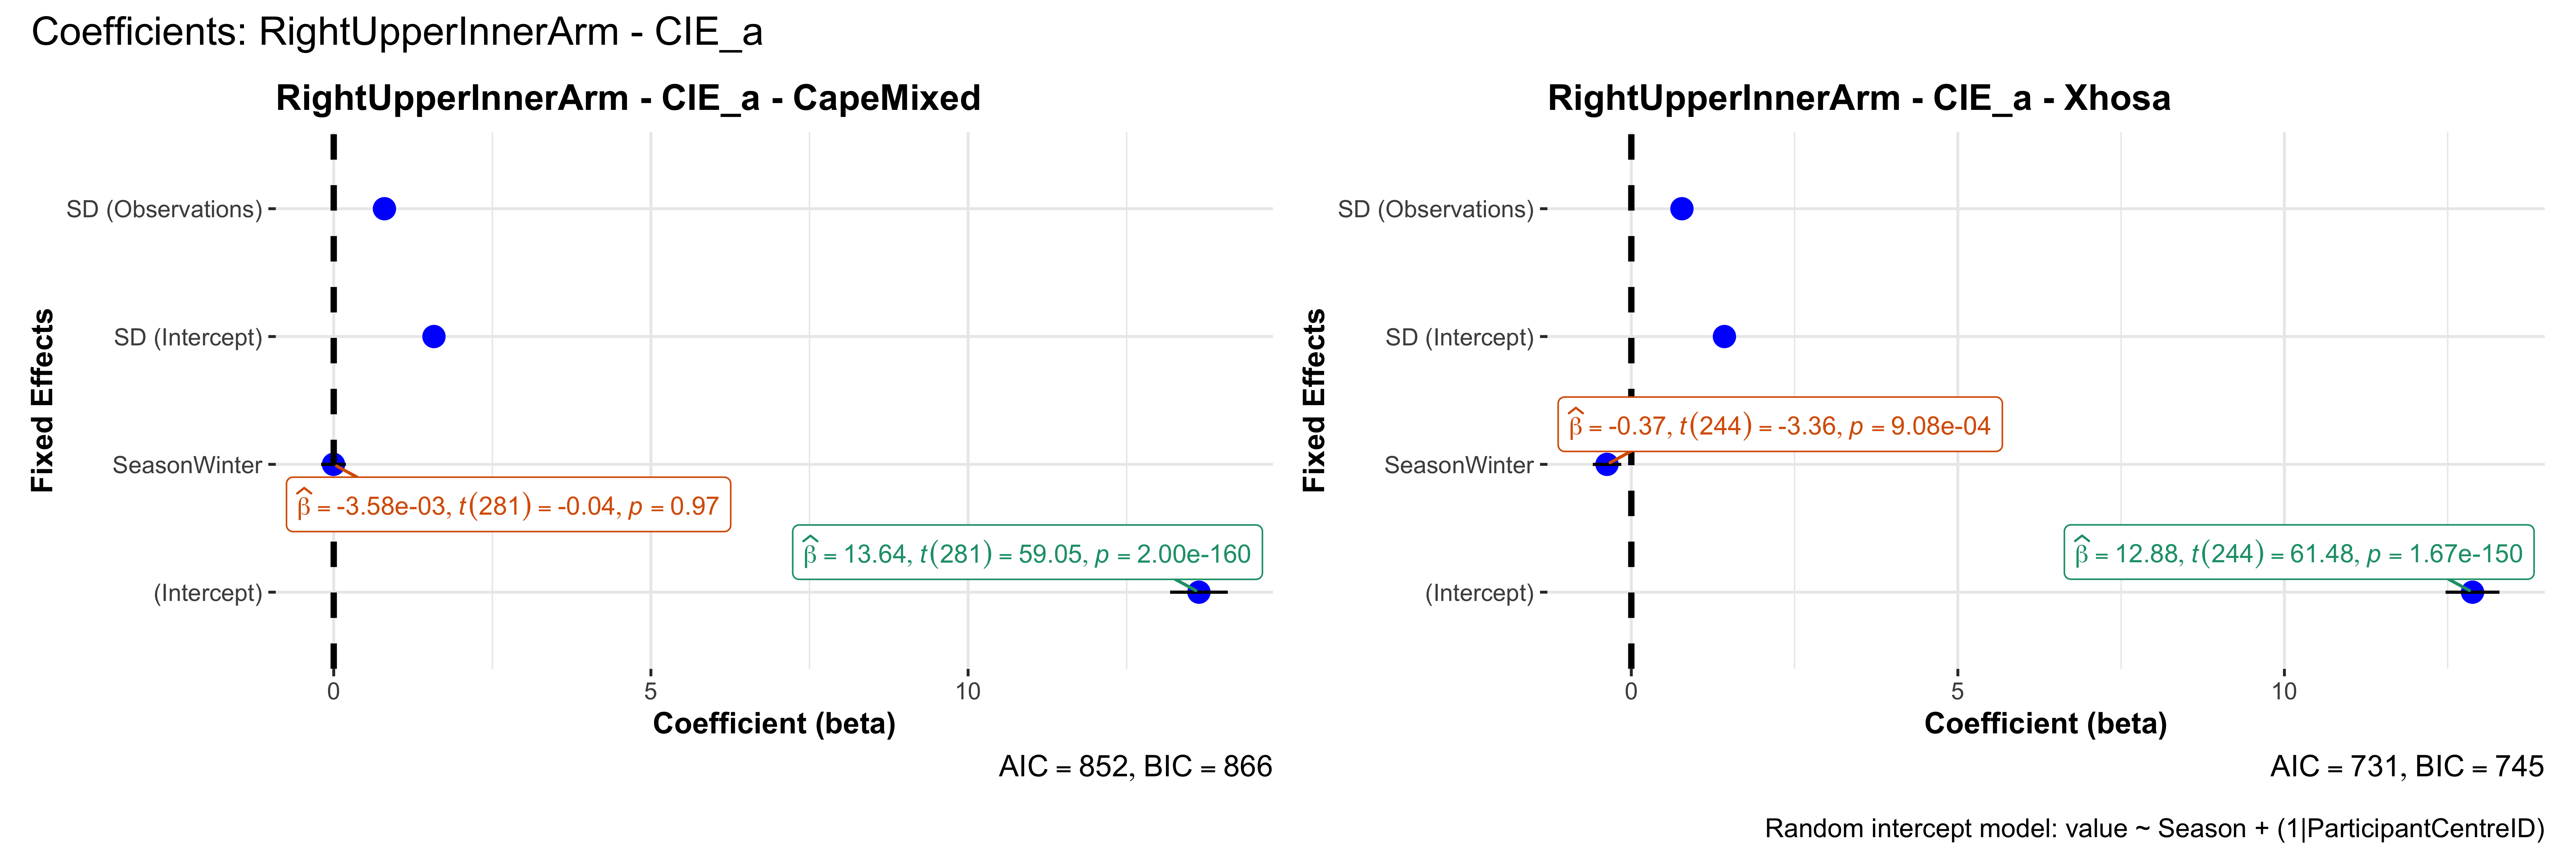 Coefficients: RightUpperInnerArm - CIE_a
RightUpperInnerArm - CIE_a - CapeMixed
Fixed Effects
SD (Observations)
SD (Intercept)
SeasonWinter
(Intercept)
β̂ = -3.58e-03, t(281) = -0.04, p = 0.97
β̂ = 13.64, t(281) = 59.05, p = 2.00e-160
0 5 10
Coefficient (beta)
AIC = 852, BIC = 866
RightUpperInnerArm - CIE_a - Xhosa
Fixed Effects
SD (Observations)
SD (Intercept)
β̂ = -0.37, t(244) = -3.36, p = 9.08e-04
SeasonWinter
β̂ = 12.88, t(244) = 61.48, p = 1.67e-150
(Intercept)
0 5 10
Coefficient (beta)
AIC = 731, BIC = 745
Random intercept model: value ~ Season + (1|ParticipantCentreID)